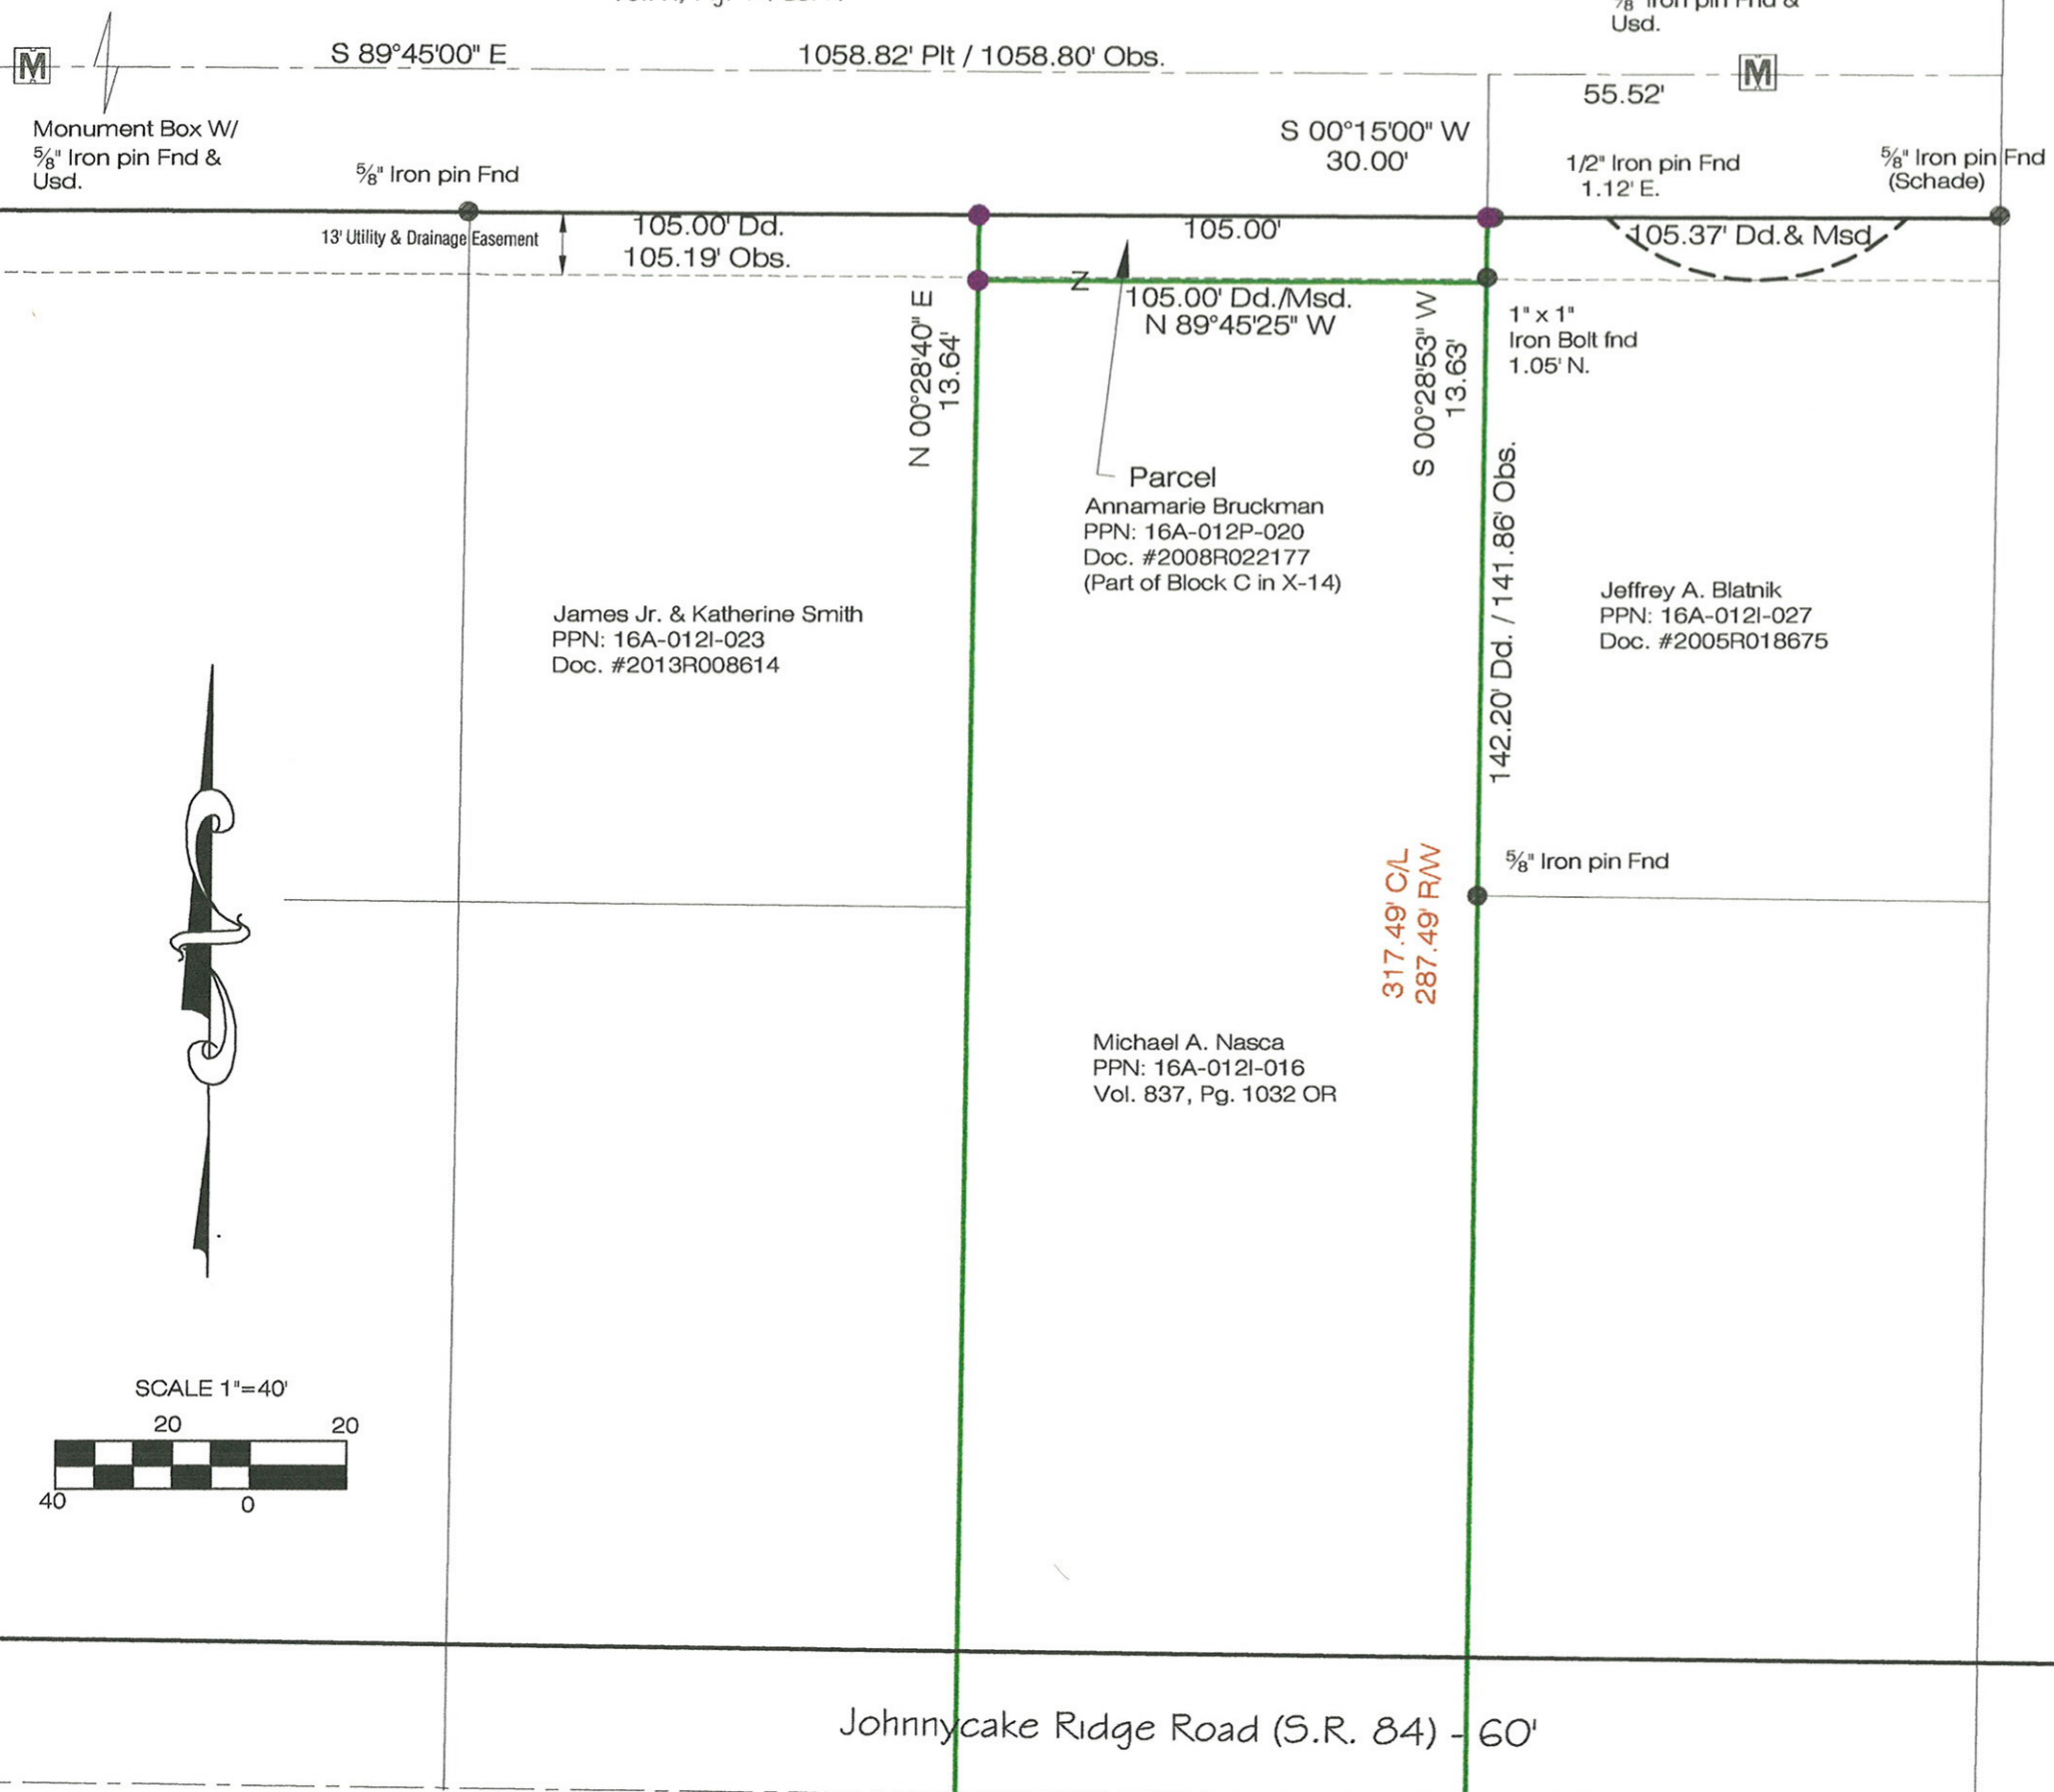 Usd.
M
S 89°45'00" E
1058.82' Plt / 1058.80' Obs.
M
55.52'
Monument Box W/
⅝" Iron pin Fnd &
Usd.
⅝" Iron pin Fnd
S 00°15'00" W
30.00'
1/2" Iron pin Fnd
1.12' E.
⅝" Iron pin Fnd
(Schade)
13' Utility & Drainage Easement
105.00' Dd.
105.19' Obs.
105.00'
105.37' Dd.& Msd
Z
105.00' Dd./Msd.
N 89°45'25" W
N 00°28'40" E
13.64'
S 00°28'53" W
13.63'
1" x 1"
Iron Bolt fnd
1.05' N.
142.20' Dd. / 141.86' Obs.
Parcel
Annamarie Bruckman
PPN: 16A-012P-020
Doc. #2008R022177
(Part of Block C in X-14)
James Jr. & Katherine Smith
PPN: 16A-012I-023
Doc. #2013R008614
Jeffrey A. Blatnik
PPN: 16A-012I-027
Doc. #2005R018675
317.49' C/L
287.49' R/W
⅝" Iron pin Fnd
Michael A. Nasca
PPN: 16A-012I-016
Vol. 837, Pg. 1032 OR
SCALE 1"=40'
20 20
40 0
Johnnycake Ridge Road (S.R. 84) - 60'